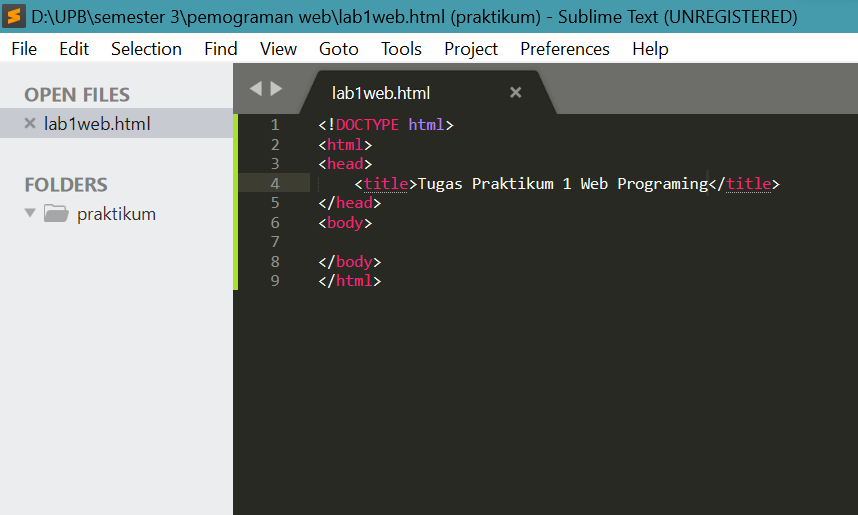 D:\UPB\semester 3\pemograman web\lab1web.html (praktikum) - Sublime Text (UNREGISTERED)
File Edit Selection Find View Goto Tools Project Preferences Help
OPEN FILES
lab1web.html
FOLDERS
praktikum
lab1web.html
1 <!DOCTYPE html>
2 <html>
3 <head>
4 <title>Tugas Praktikum 1 Web Programing</title>
5 </head>
6 <body>
7
8 </body>
9 </html>